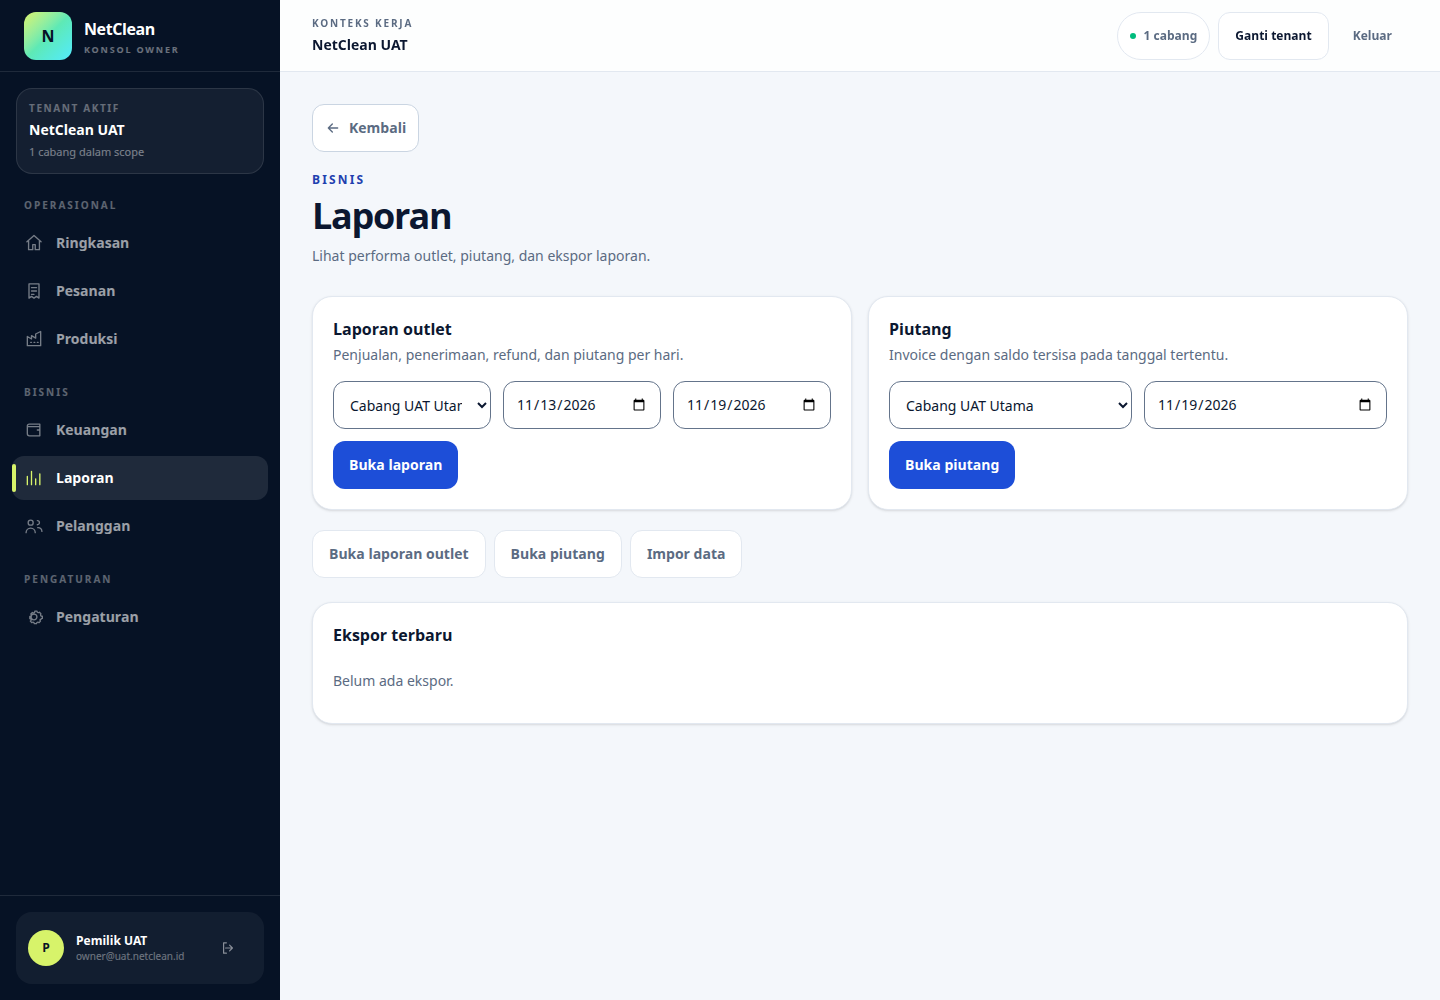 N
NetClean
KONSOL OWNER
TENANT AKTIF
NetClean UAT
1 cabang dalam scope
OPERASIONAL
Ringkasan
Pesanan
Produksi
BISNIS
Keuangan
Laporan
Pelanggan
PENGATURAN
Pengaturan
P
Pemilik UAT
owner@uat.netclean.id
KONTEKS KERJA
NetClean UAT
1 cabang
Ganti tenant
Keluar
Kembali
BISNIS
Laporan
Lihat performa outlet, piutang, dan ekspor laporan.
Laporan outlet
Penjualan, penerimaan, refund, dan piutang per hari.
Cabang UAT Utar
11/13/2026
11/19/2026
Buka laporan
Piutang
Invoice dengan saldo tersisa pada tanggal tertentu.
Cabang UAT Utama
11/19/2026
Buka piutang
Buka laporan outlet
Buka piutang
Impor data
Ekspor terbaru
Belum ada ekspor.